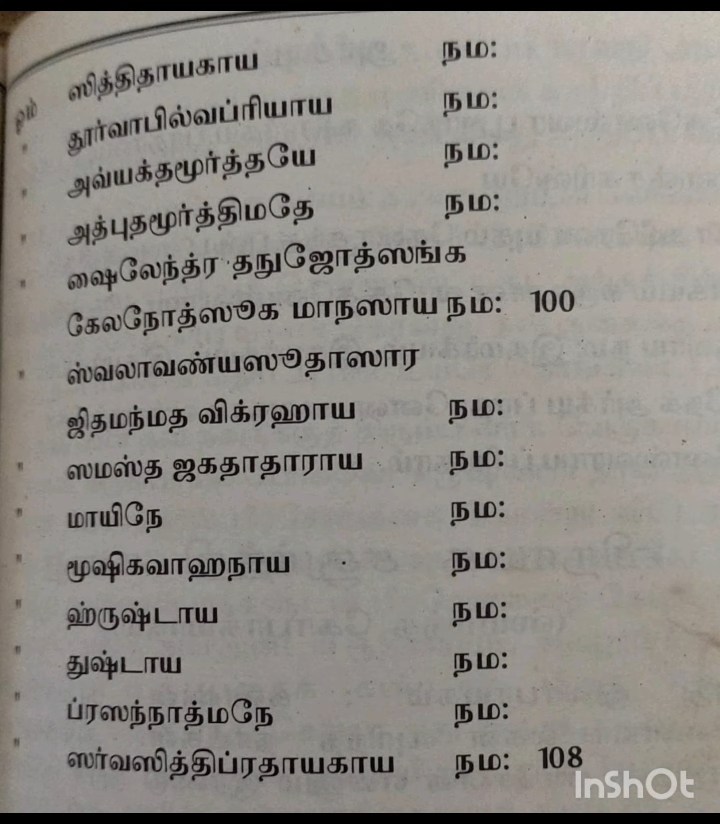 ஓம் ஸித்திதாயகாய நம:
" தூர்வாபில்வப்ரியாய நம:
" அவ்யக்தமூர்த்தயே நம:
" அத்புதமூர்த்திமதே நம:
" ஷைலேந்த்ர தநுஜோத்ஸங்க
கேலநோத்ஸூக மாநஸாய நம: 100
ஸ்வலாவண்யஸூதாஸார
ஜிதமந்மத விக்ரஹாய நம:
" ஸமஸ்த ஜகதாதாராய நம:
" மாயிநே நம:
" மூஷிகவாஹநாய நம:
" ஹ்ருஷ்டாய நம:
" துஷ்டாய நம:
" ப்ரஸந்நாத்மநே நம:
" ஸர்வஸித்திப்ரதாயகாய நம: 108
InShOt